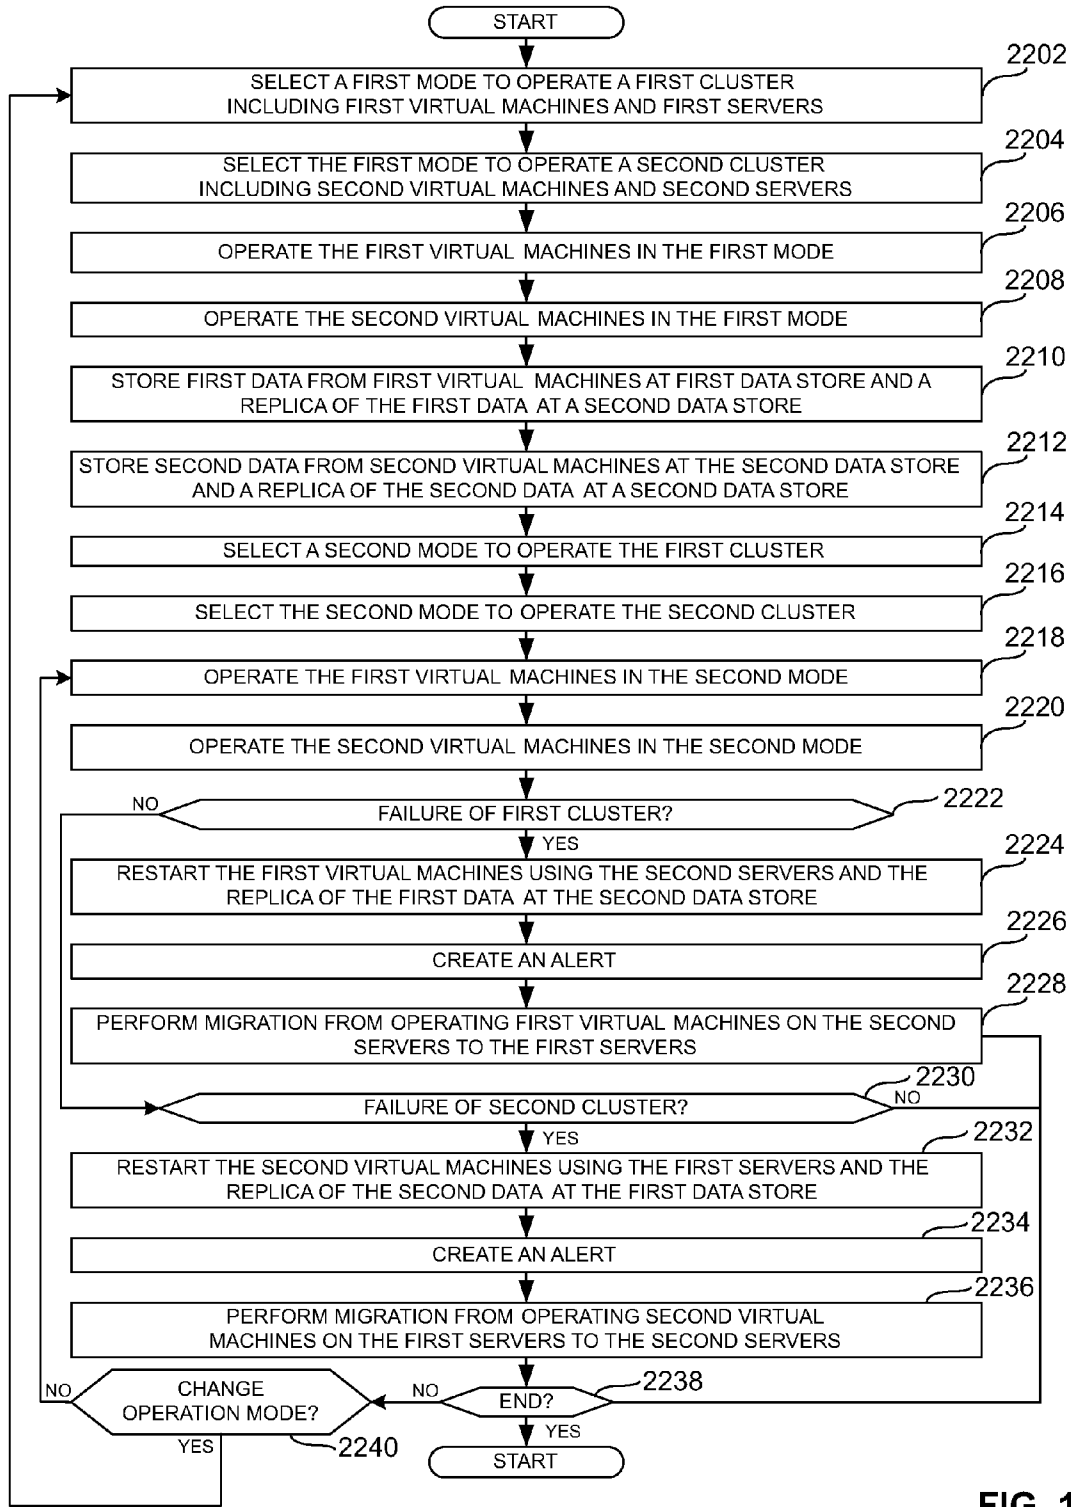 START
2202
SELECT A FIRST MODE TO OPERATE A FIRST CLUSTER
INCLUDING FIRST VIRTUAL MACHINES AND FIRST SERVERS
2204
SELECT THE FIRST MODE TO OPERATE A SECOND CLUSTER
INCLUDING SECOND VIRTUAL MACHINES AND SECOND SERVERS
2206
OPERATE THE FIRST VIRTUAL MACHINES IN THE FIRST MODE
2208
OPERATE THE SECOND VIRTUAL MACHINES IN THE FIRST MODE
2210
STORE FIRST DATA FROM FIRST VIRTUAL MACHINES AT FIRST DATA STORE AND A
REPLICA OF THE FIRST DATA AT A SECOND DATA STORE
2212
STORE SECOND DATA FROM SECOND VIRTUAL MACHINES AT THE SECOND DATA STORE
AND A REPLICA OF THE SECOND DATA AT A SECOND DATA STORE
2214
SELECT A SECOND MODE TO OPERATE THE FIRST CLUSTER
2216
SELECT THE SECOND MODE TO OPERATE THE SECOND CLUSTER
2218
OPERATE THE FIRST VIRTUAL MACHINES IN THE SECOND MODE
2220
OPERATE THE SECOND VIRTUAL MACHINES IN THE SECOND MODE
NO
FAILURE OF FIRST CLUSTER?
2222
YES
2224
RESTART THE FIRST VIRTUAL MACHINES USING THE SECOND SERVERS AND THE
REPLICA OF THE FIRST DATA AT THE SECOND DATA STORE
2226
CREATE AN ALERT
2228
PERFORM MIGRATION FROM OPERATING FIRST VIRTUAL MACHINES ON THE SECOND
SERVERS TO THE FIRST SERVERS
2230
FAILURE OF SECOND CLUSTER?
NO
YES
2232
RESTART THE SECOND VIRTUAL MACHINES USING THE FIRST SERVERS AND THE
REPLICA OF THE SECOND DATA AT THE FIRST DATA STORE
2234
CREATE AN ALERT
2236
PERFORM MIGRATION FROM OPERATING SECOND VIRTUAL
MACHINES ON THE FIRST SERVERS TO THE SECOND SERVERS
NO
CHANGE
OPERATION MODE?
NO
END?
2238
YES
2240
YES
START
FIG. 1